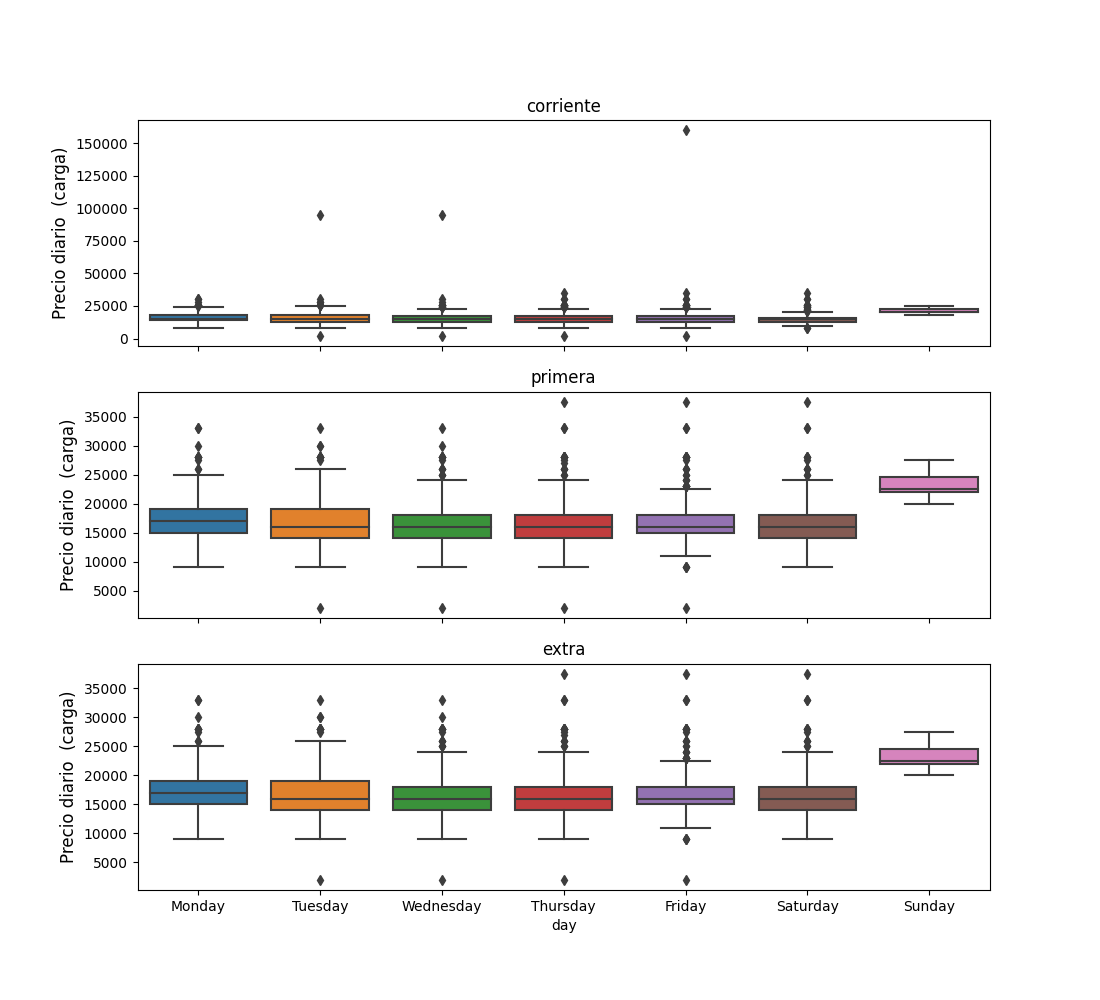 corriente
Precio diario (carga)
150000
125000
100000
75000
50000
25000
0
primera
Precio diario (carga)
35000
30000
25000
20000
15000
10000
5000
extra
Precio diario (carga)
35000
30000
25000
20000
15000
10000
5000
Monday Tuesday Wednesday Thursday Friday Saturday Sunday
day